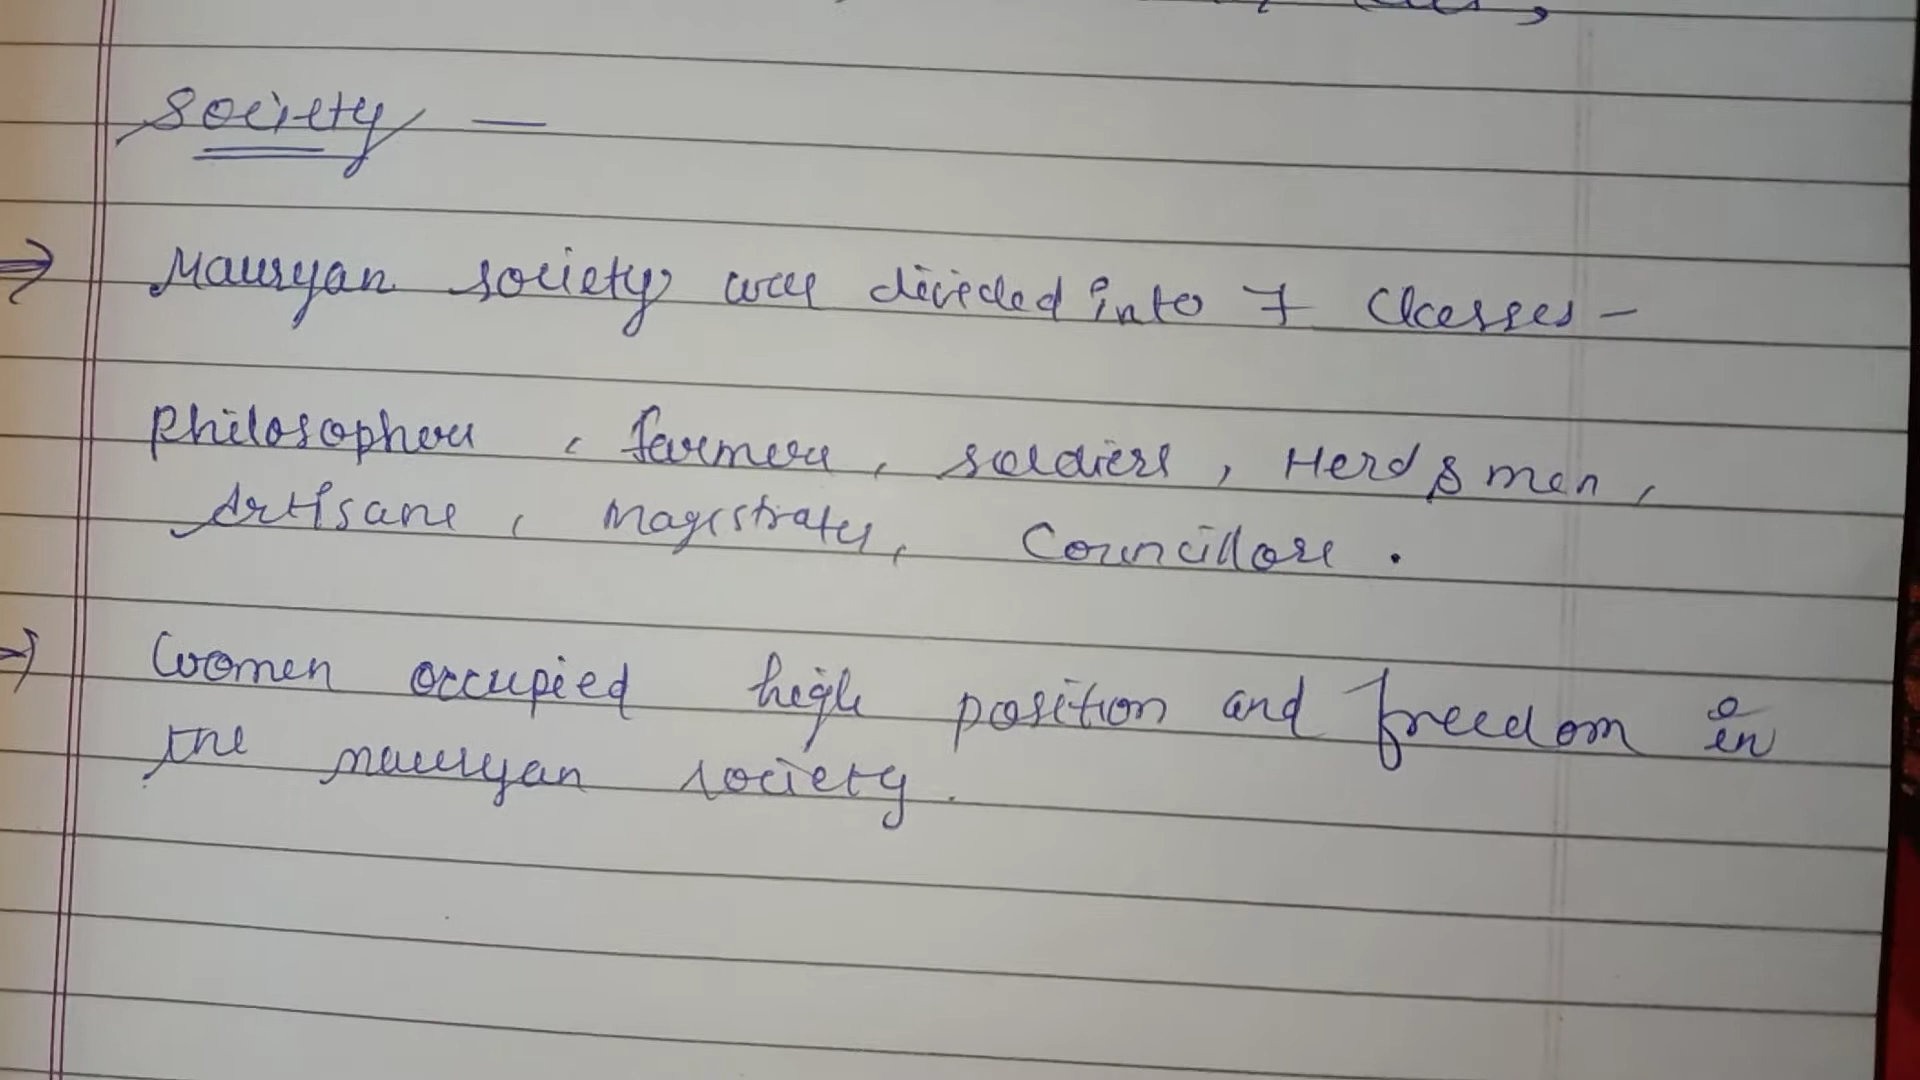 Society —
⇒ Mauryan society was divided into 7 Classes –
Philosophers, farmers, soldiers, Herdsmen,
Artisans, Magistrates, Councillors.
⇒ Women occupied high position and freedom in
the mauryan society.